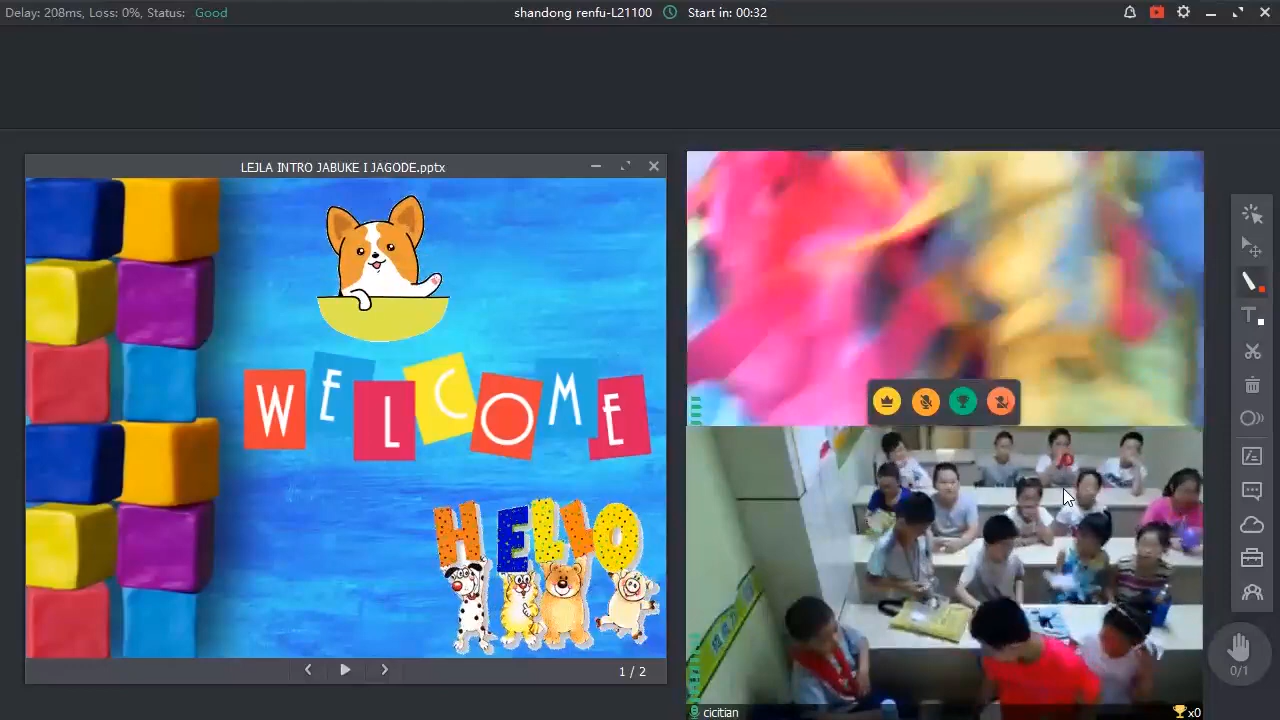 Delay: 208ms, Loss: 0%, Status: Good
shandong renfu-L21100
Start in: 00:32
LEJLA INTRO JABUKE I JAGODE.pptx
WELCOME
HELLO
1 / 2
cicitian
x0
0/1